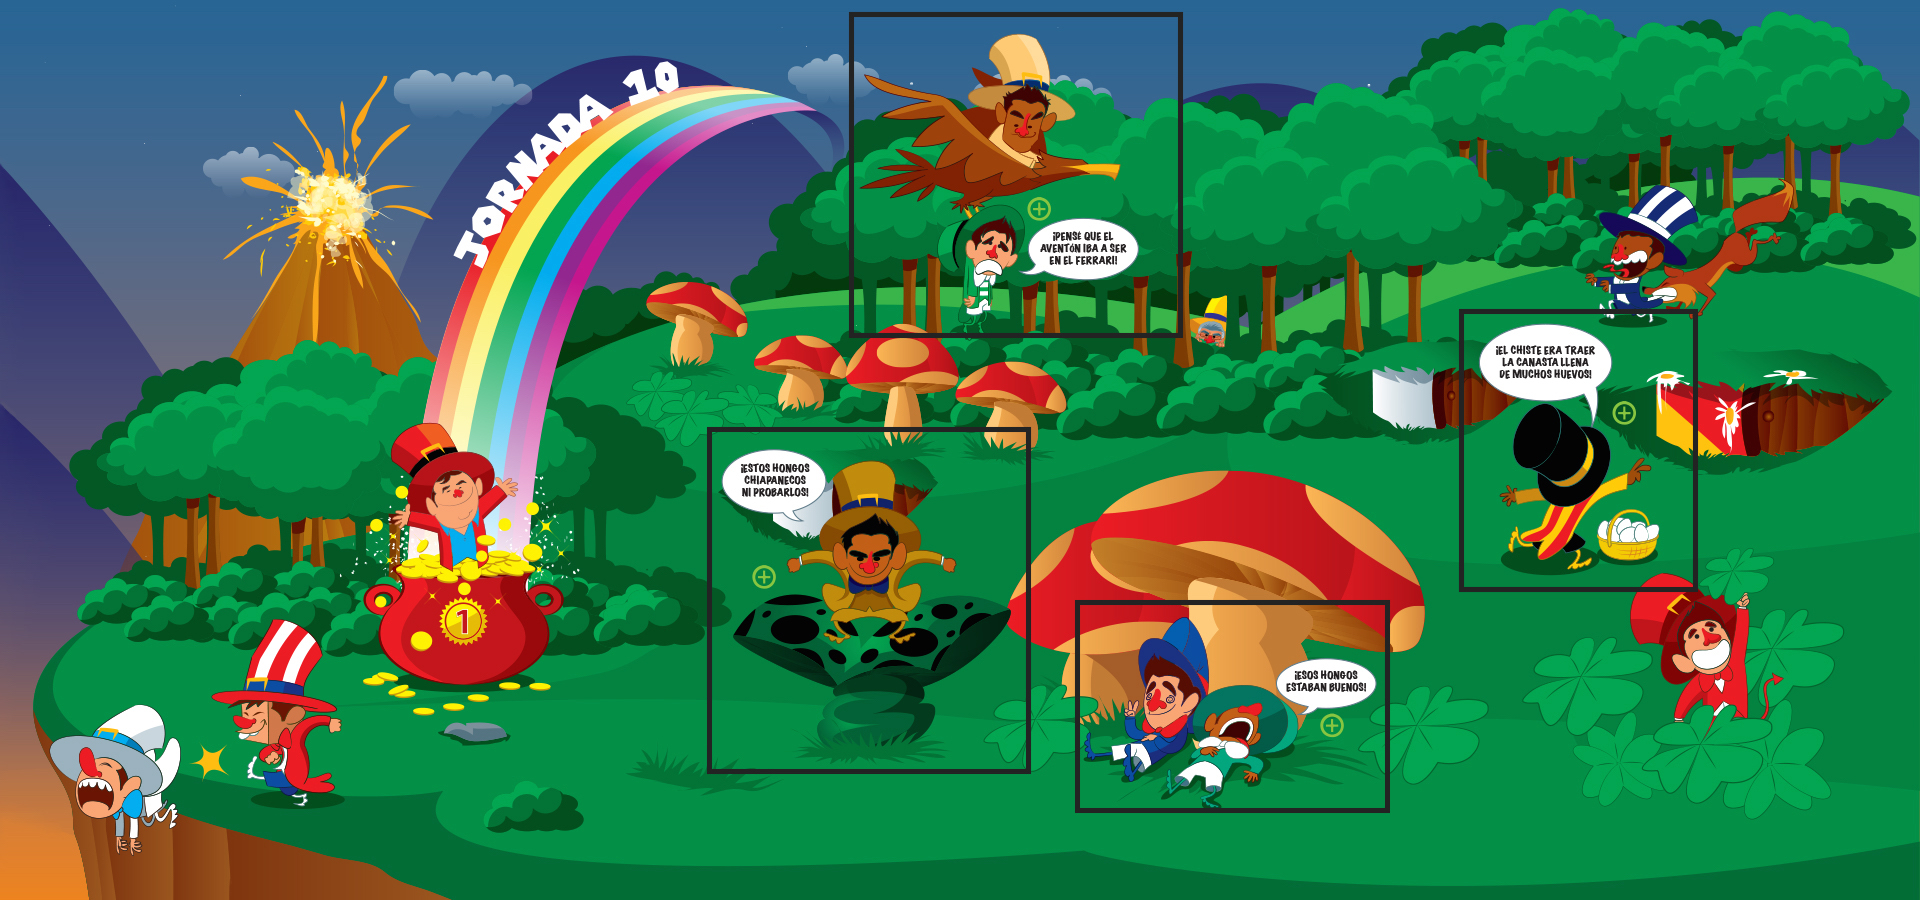 JORNADA 10
¡PENSÉ QUE EL
AVENTÓN IBA A SER
EN EL FERRARI!
¡EL CHISTE ERA TRAER
LA CANASTA LLENA
DE MUCHOS HUEVOS!
¡ESTOS HONGOS
CHIAPANECOS
NI PROBARLOS!
1
¡ESOS HONGOS
ESTABAN BUENOS!